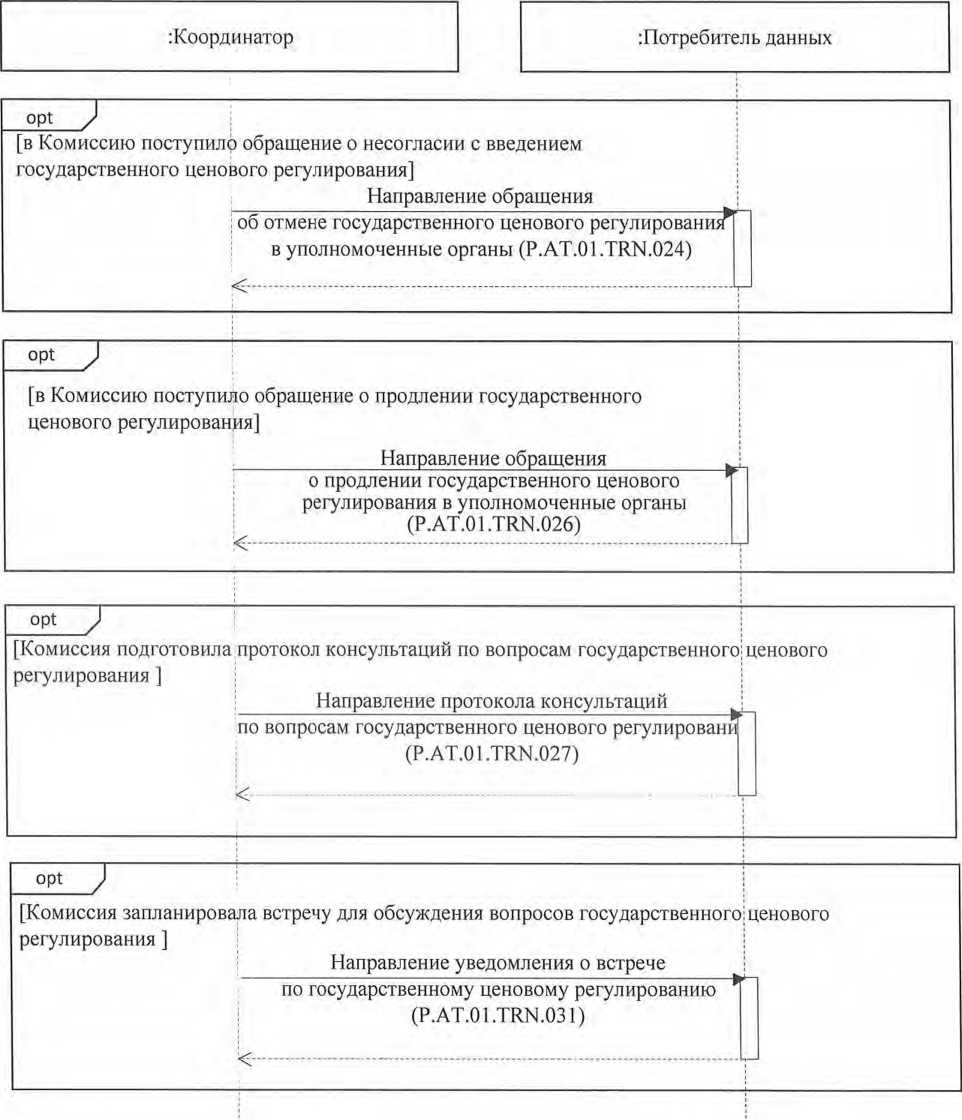 :Координатор
:Потребитель данных
opt
[в Комиссию поступило обращение о несогласии с введением
государственного ценового регулирования]
Направление обращения
об отмене государственного ценового регулирования
в уполномоченные органы (P.AT.01.TRN.024)
opt
[в Комиссию поступило обращение о продлении государственного
ценового регулирования]
Направление обращения
о продлении государственного ценового
регулирования в уполномоченные органы
(P.AT.01.TRN.026)
opt
[Комиссия подготовила протокол консультаций по вопросам государственного ценового
регулирования ]
Направление протокола консультаций
по вопросам государственного ценового регулировани
(P.AT.01.TRN.027)
opt
[Комиссия запланировала встречу для обсуждения вопросов государственного ценового
регулирования ]
Направление уведомления о встрече
по государственному ценовому регулированию
(P.AT.01.TRN.031)